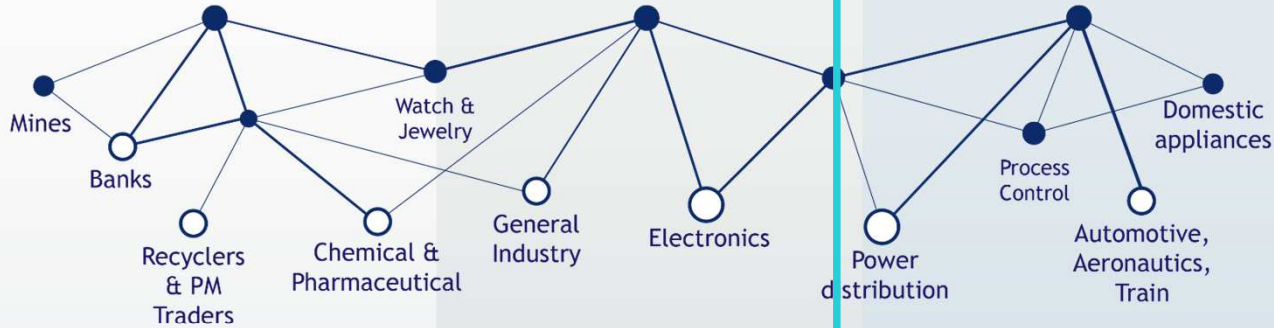 Mines
Banks
Recyclers
& PM
Traders
Chemical &
Pharmaceutical
Watch &
Jewelry
General
Industry
Electronics
Power
distribution
Process
Control
Automotive,
Aeronautics,
Train
Domestic
appliances